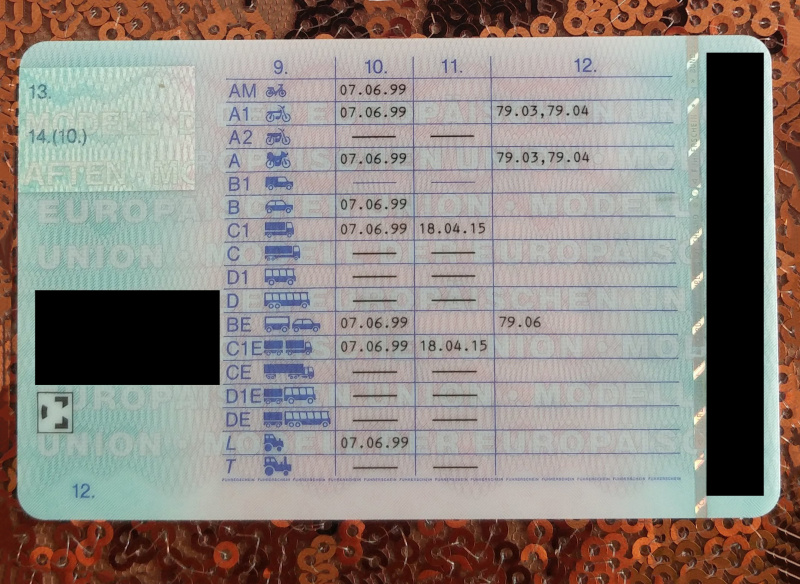 9. 10. 11. 12.
13.
14.(10.)
AM 07.06.99
A1 07.06.99 79.03,79.04
A2 — —
A 07.06.99 79.03,79.04
B1 — —
B 07.06.99
C1 07.06.99 18.04.15
C — —
D1 — —
D — —
BE 07.06.99 79.06
C1E 07.06.99 18.04.15
CE — —
D1E — —
DE — —
L 07.06.99
T — —
12.